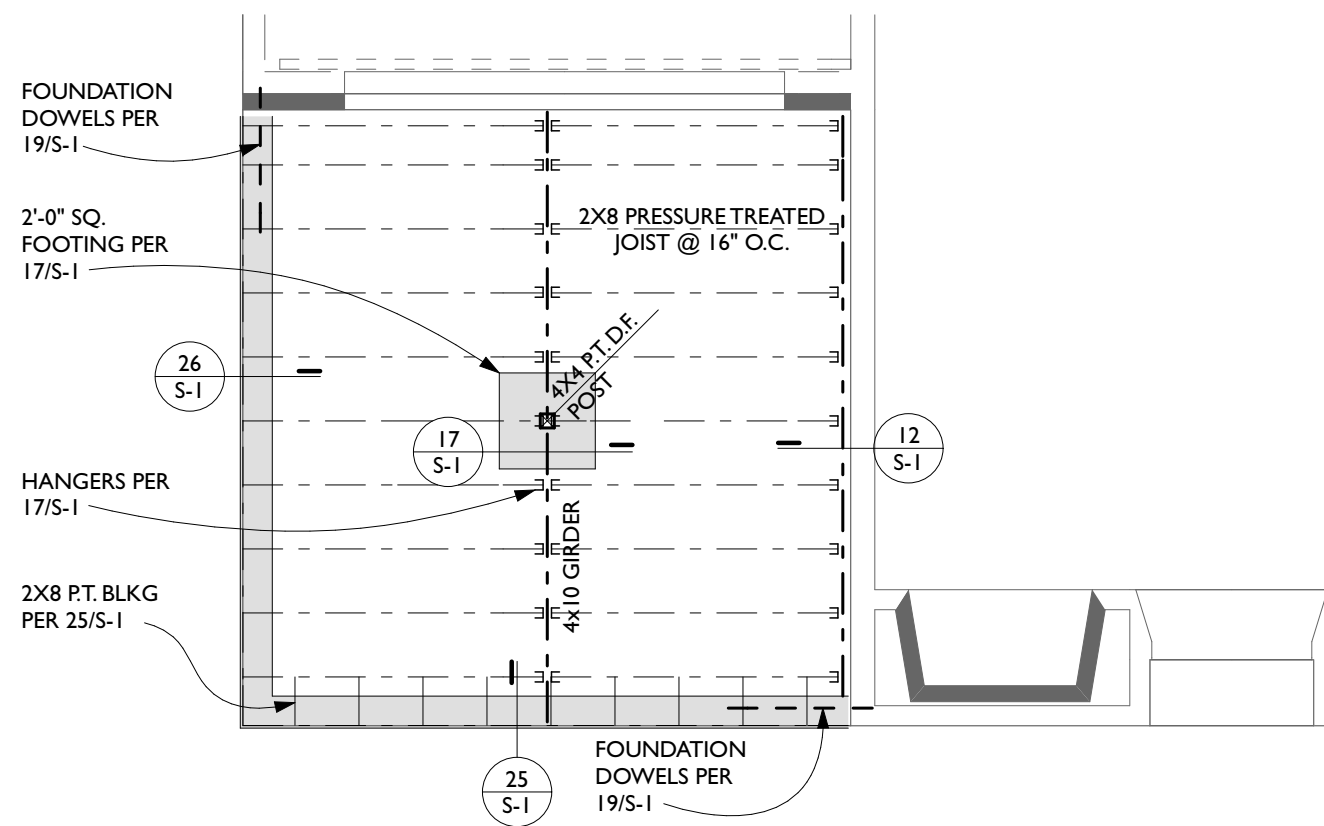 FOUNDATION
DOWELS PER
19/S-1
2'-0" SQ.
FOOTING PER
17/S-1
2X8 PRESSURE TREATED
JOIST @ 16" O.C.
4X4 P.T. D.F.
POST
26
S-1
17
S-1
12
S-1
HANGERS PER
17/S-1
4x10 GIRDER
2X8 P.T. BLKG
PER 25/S-1
25
S-1
FOUNDATION
DOWELS PER
19/S-1